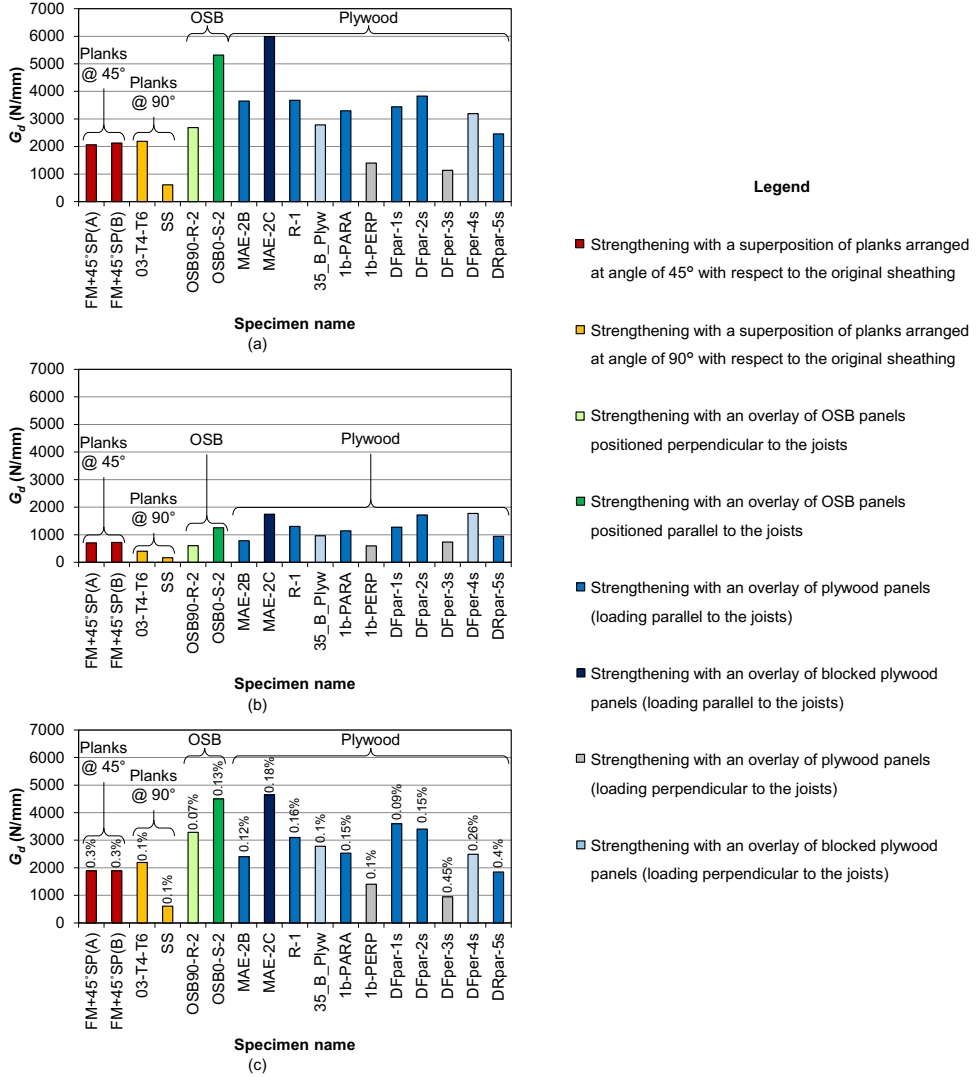 7000
6000
5000
4000
3000
2000
1000
0
G_d (N/mm)
Planks
@ 45°
Planks
@ 90°
OSB
Plywood
FM+45°SP(A)
FM+45°SP(B)
03-T4-T6
SS
OSB90-R-2
OSB0-S-2
MAE-2B
MAE-2C
R-1
35_B_Plyw
1b-PARA
1b-PERP
DFpar-1s
DFpar-2s
DFper-3s
DFper-4s
DRpar-5s
Specimen name
(a)
7000
6000
5000
4000
3000
2000
1000
0
G_d (N/mm)
Planks
@ 45°
Planks
@ 90°
OSB
Plywood
FM+45°SP(A)
FM+45°SP(B)
03-T4-T6
SS
OSB90-R-2
OSB0-S-2
MAE-2B
MAE-2C
R-1
35_B_Plyw
1b-PARA
1b-PERP
DFpar-1s
DFpar-2s
DFper-3s
DFper-4s
DRpar-5s
Specimen name
(b)
7000
6000
5000
4000
3000
2000
1000
0
G_d (N/mm)
Planks
@ 45°
Planks
@ 90°
OSB
Plywood
0.3%
0.3%
0.1%
0.1%
0.07%
0.13%
0.12%
0.18%
0.16%
0.1%
0.15%
0.1%
0.09%
0.15%
0.45%
0.26%
0.4%
FM+45°SP(A)
FM+45°SP(B)
03-T4-T6
SS
OSB90-R-2
OSB0-S-2
MAE-2B
MAE-2C
R-1
35_B_Plyw
1b-PARA
1b-PERP
DFpar-1s
DFpar-2s
DFper-3s
DFper-4s
DRpar-5s
Specimen name
(c)
Legend
Strengthening with a superposition of planks arranged
at angle of 45° with respect to the original sheathing
Strengthening with a superposition of planks arranged
at angle of 90° with respect to the original sheathing
Strengthening with an overlay of OSB panels
positioned perpendicular to the joists
Strengthening with an overlay of OSB panels
positioned parallel to the joists
Strengthening with an overlay of plywood panels
(loading parallel to the joists)
Strengthening with an overlay of blocked plywood
panels (loading parallel to the joists)
Strengthening with an overlay of plywood panels
(loading perpendicular to the joists)
Strengthening with an overlay of blocked plywood
panels (loading perpendicular to the joists)